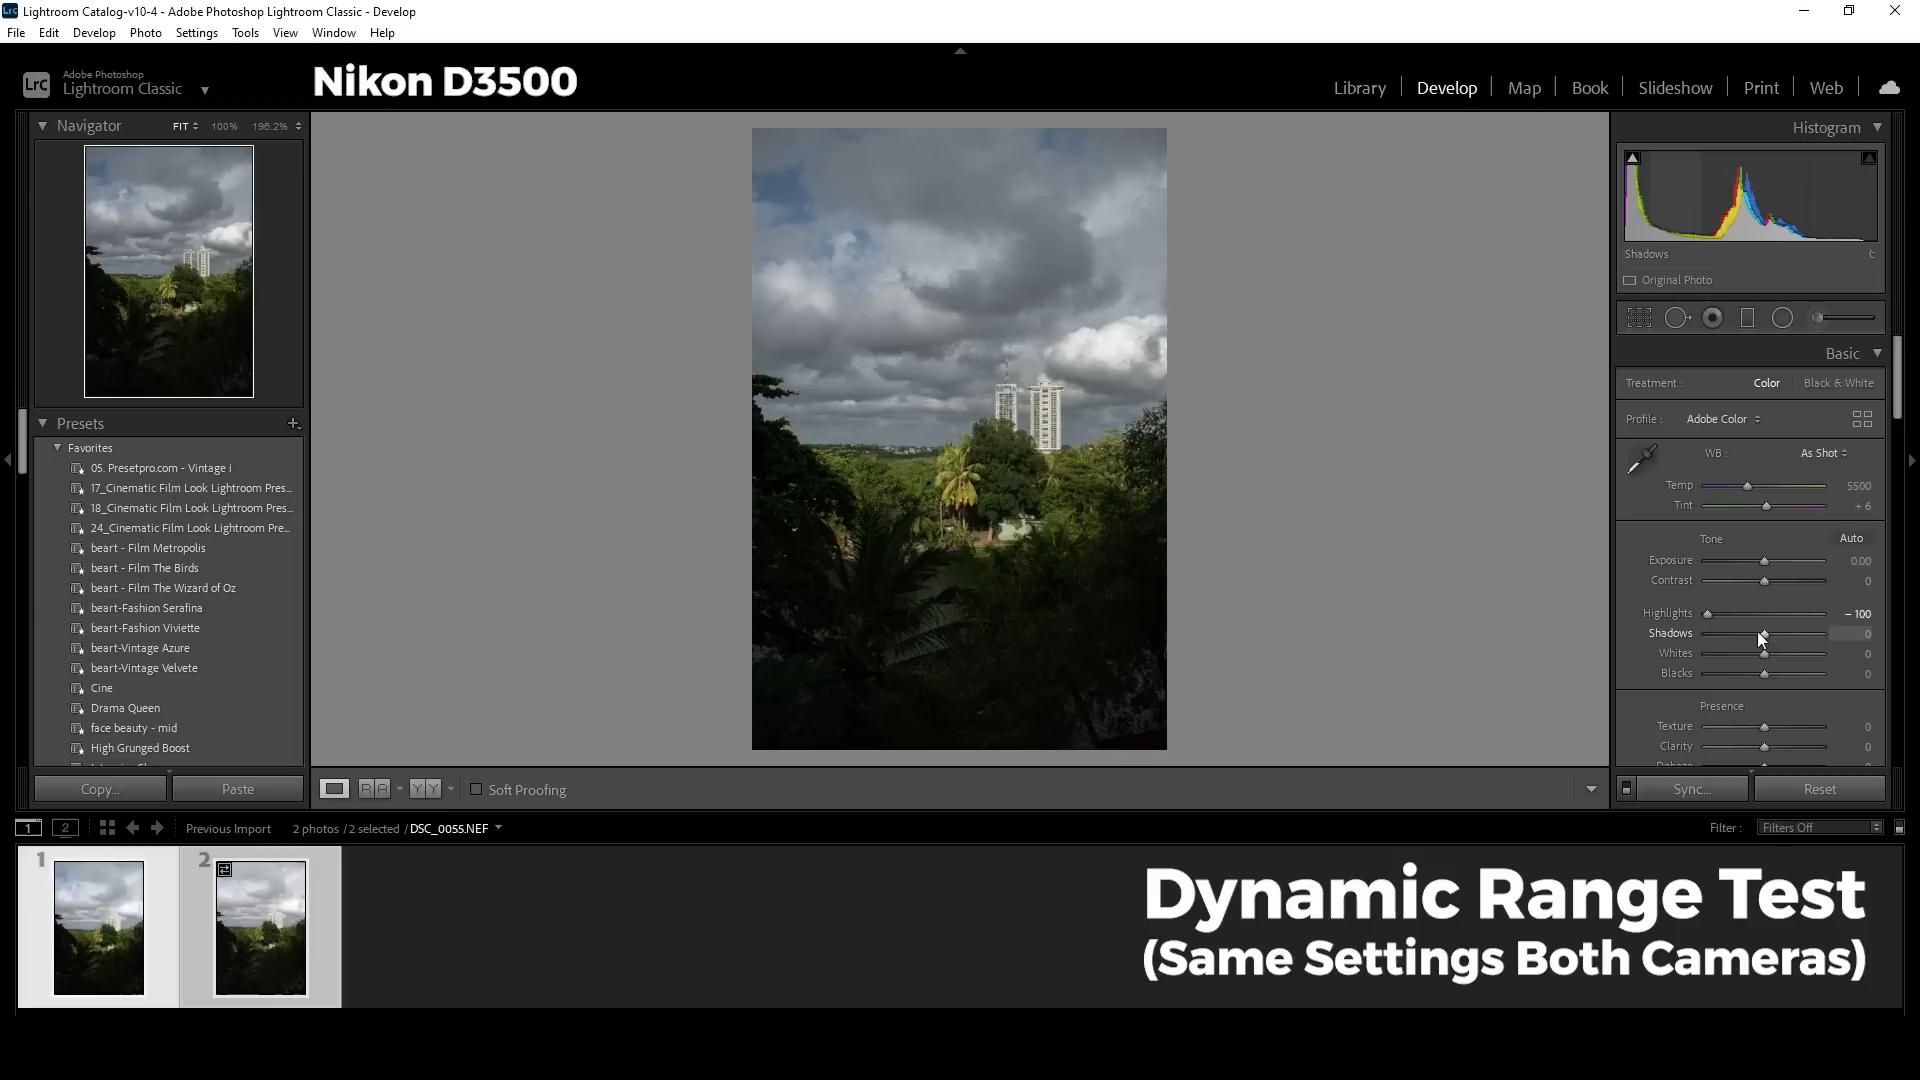 Lightroom Catalog-v10-4 - Adobe Photoshop Lightroom Classic - Develop
File Edit Develop Photo Settings Tools View Window Help
LrC Adobe Photoshop Lightroom Classic
Nikon D3500
Library Develop Map Book Slideshow Print Web
Navigator FIT 100% 196.2%
Presets
Favorites
05. Presetpro.com - Vintage i
17_Cinematic Film Look Lightroom Pres...
18_Cinematic Film Look Lightroom Pres...
24_Cinematic Film Look Lightroom Pre...
beart - Film Metropolis
beart - Film The Birds
beart - Film The Wizard of Oz
beart-Fashion Serafina
beart-Fashion Viviette
beart-Vintage Azure
beart-Vintage Velvete
Cine
Drama Queen
face beauty - mid
High Grunged Boost
Copy... Paste
Soft Proofing
Histogram
Shadows
Original Photo
Basic
Treatment : Color Black & White
Profile : Adobe Color
WB : As Shot
Temp 5500
Tint + 6
Tone Auto
Exposure 0.00
Contrast 0
Highlights – 100
Shadows 0
Whites 0
Blacks 0
Presence
Texture 0
Clarity 0
Sync... Reset
1 2 Previous Import 2 photos / 2 selected / DSC_0055.NEF
Filter : Filters Off
1 2
Dynamic Range Test
(Same Settings Both Cameras)